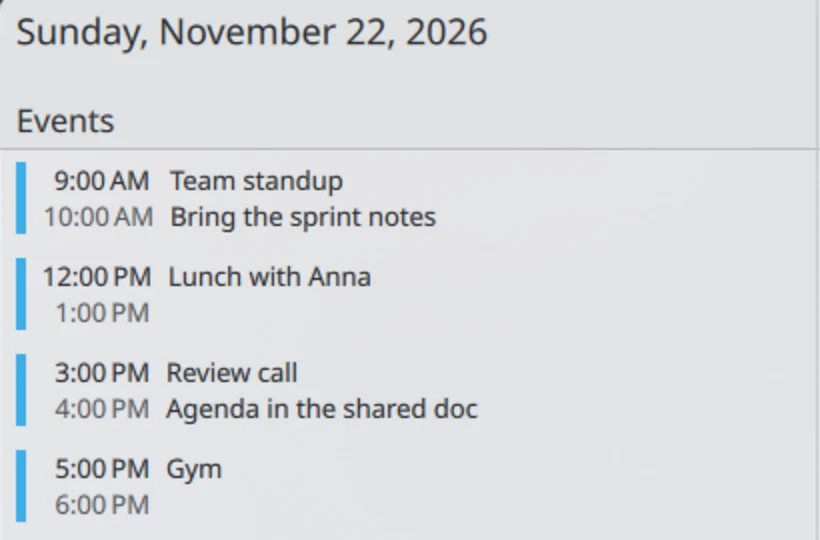 Sunday, November 22, 2026
Events
9:00 AM Team standup
10:00 AM Bring the sprint notes
12:00 PM Lunch with Anna
1:00 PM
3:00 PM Review call
4:00 PM Agenda in the shared doc
5:00 PM Gym
6:00 PM